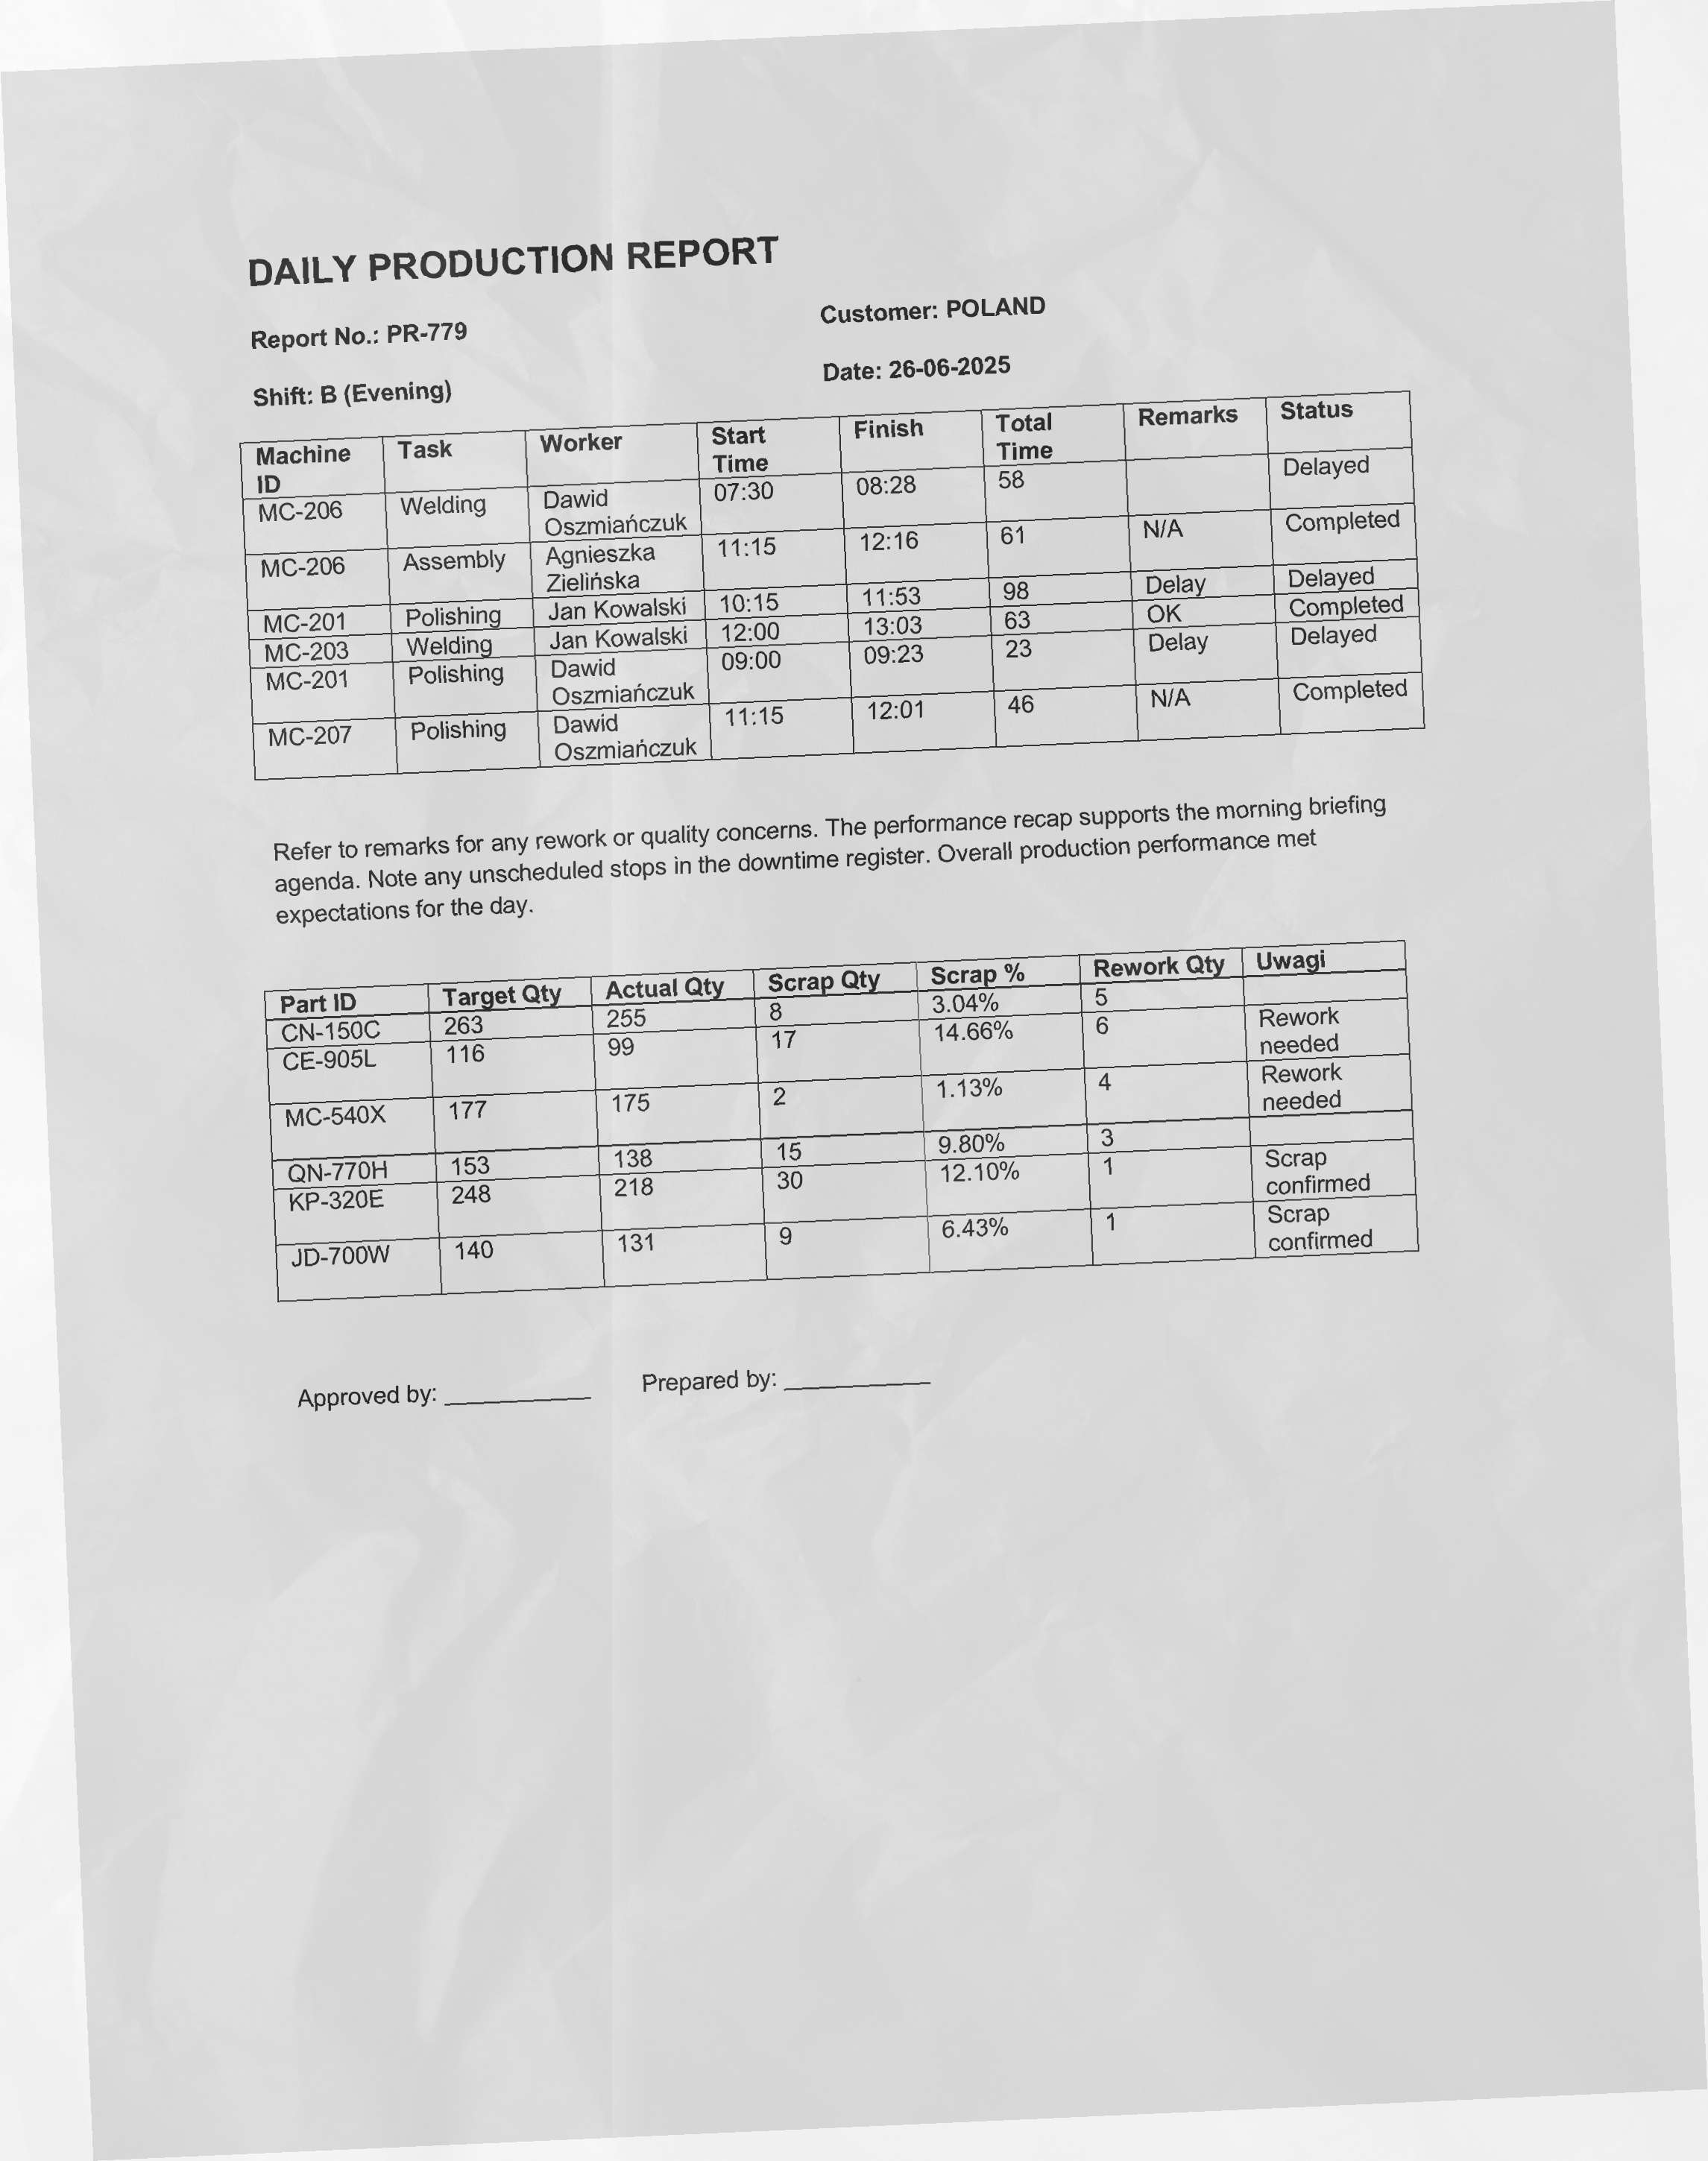 DAILY PRODUCTION REPORT
Report No.: PR-779 Customer: POLAND
Shift: B (Evening) Date: 26-06-2025
Machine ID Task Worker Start Time Finish Total Time Remarks Status
MC-206 Welding Dawid Oszmiańczuk 07:30 08:28 58 Delayed
MC-206 Assembly Agnieszka Zielińska 11:15 12:16 61 N/A Completed
MC-201 Polishing Jan Kowalski 10:15 11:53 98 Delay Delayed
MC-203 Welding Jan Kowalski 12:00 13:03 63 OK Completed
MC-201 Polishing Dawid Oszmiańczuk 09:00 09:23 23 Delay Delayed
MC-207 Polishing Dawid Oszmiańczuk 11:15 12:01 46 N/A Completed
Refer to remarks for any rework or quality concerns. The performance recap supports the morning briefing
agenda. Note any unscheduled stops in the downtime register. Overall production performance met
expectations for the day.
Part ID Target Qty Actual Qty Scrap Qty Scrap % Rework Qty Uwagi
CN-150C 263 255 8 3.04% 5
CE-905L 116 99 17 14.66% 6 Rework needed
MC-540X 177 175 2 1.13% 4 Rework needed
QN-770H 153 138 15 9.80% 3
KP-320E 248 218 30 12.10% 1 Scrap confirmed
JD-700W 140 131 9 6.43% 1 Scrap confirmed
Approved by: ____________ Prepared by: ____________